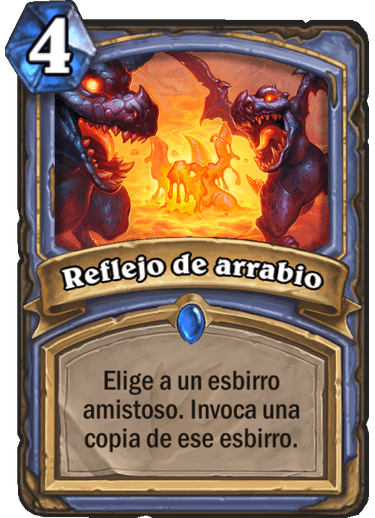 4
Reflejo de arrabio
Elige a un esbirro
amistoso. Invoca una
copia de ese esbirro.